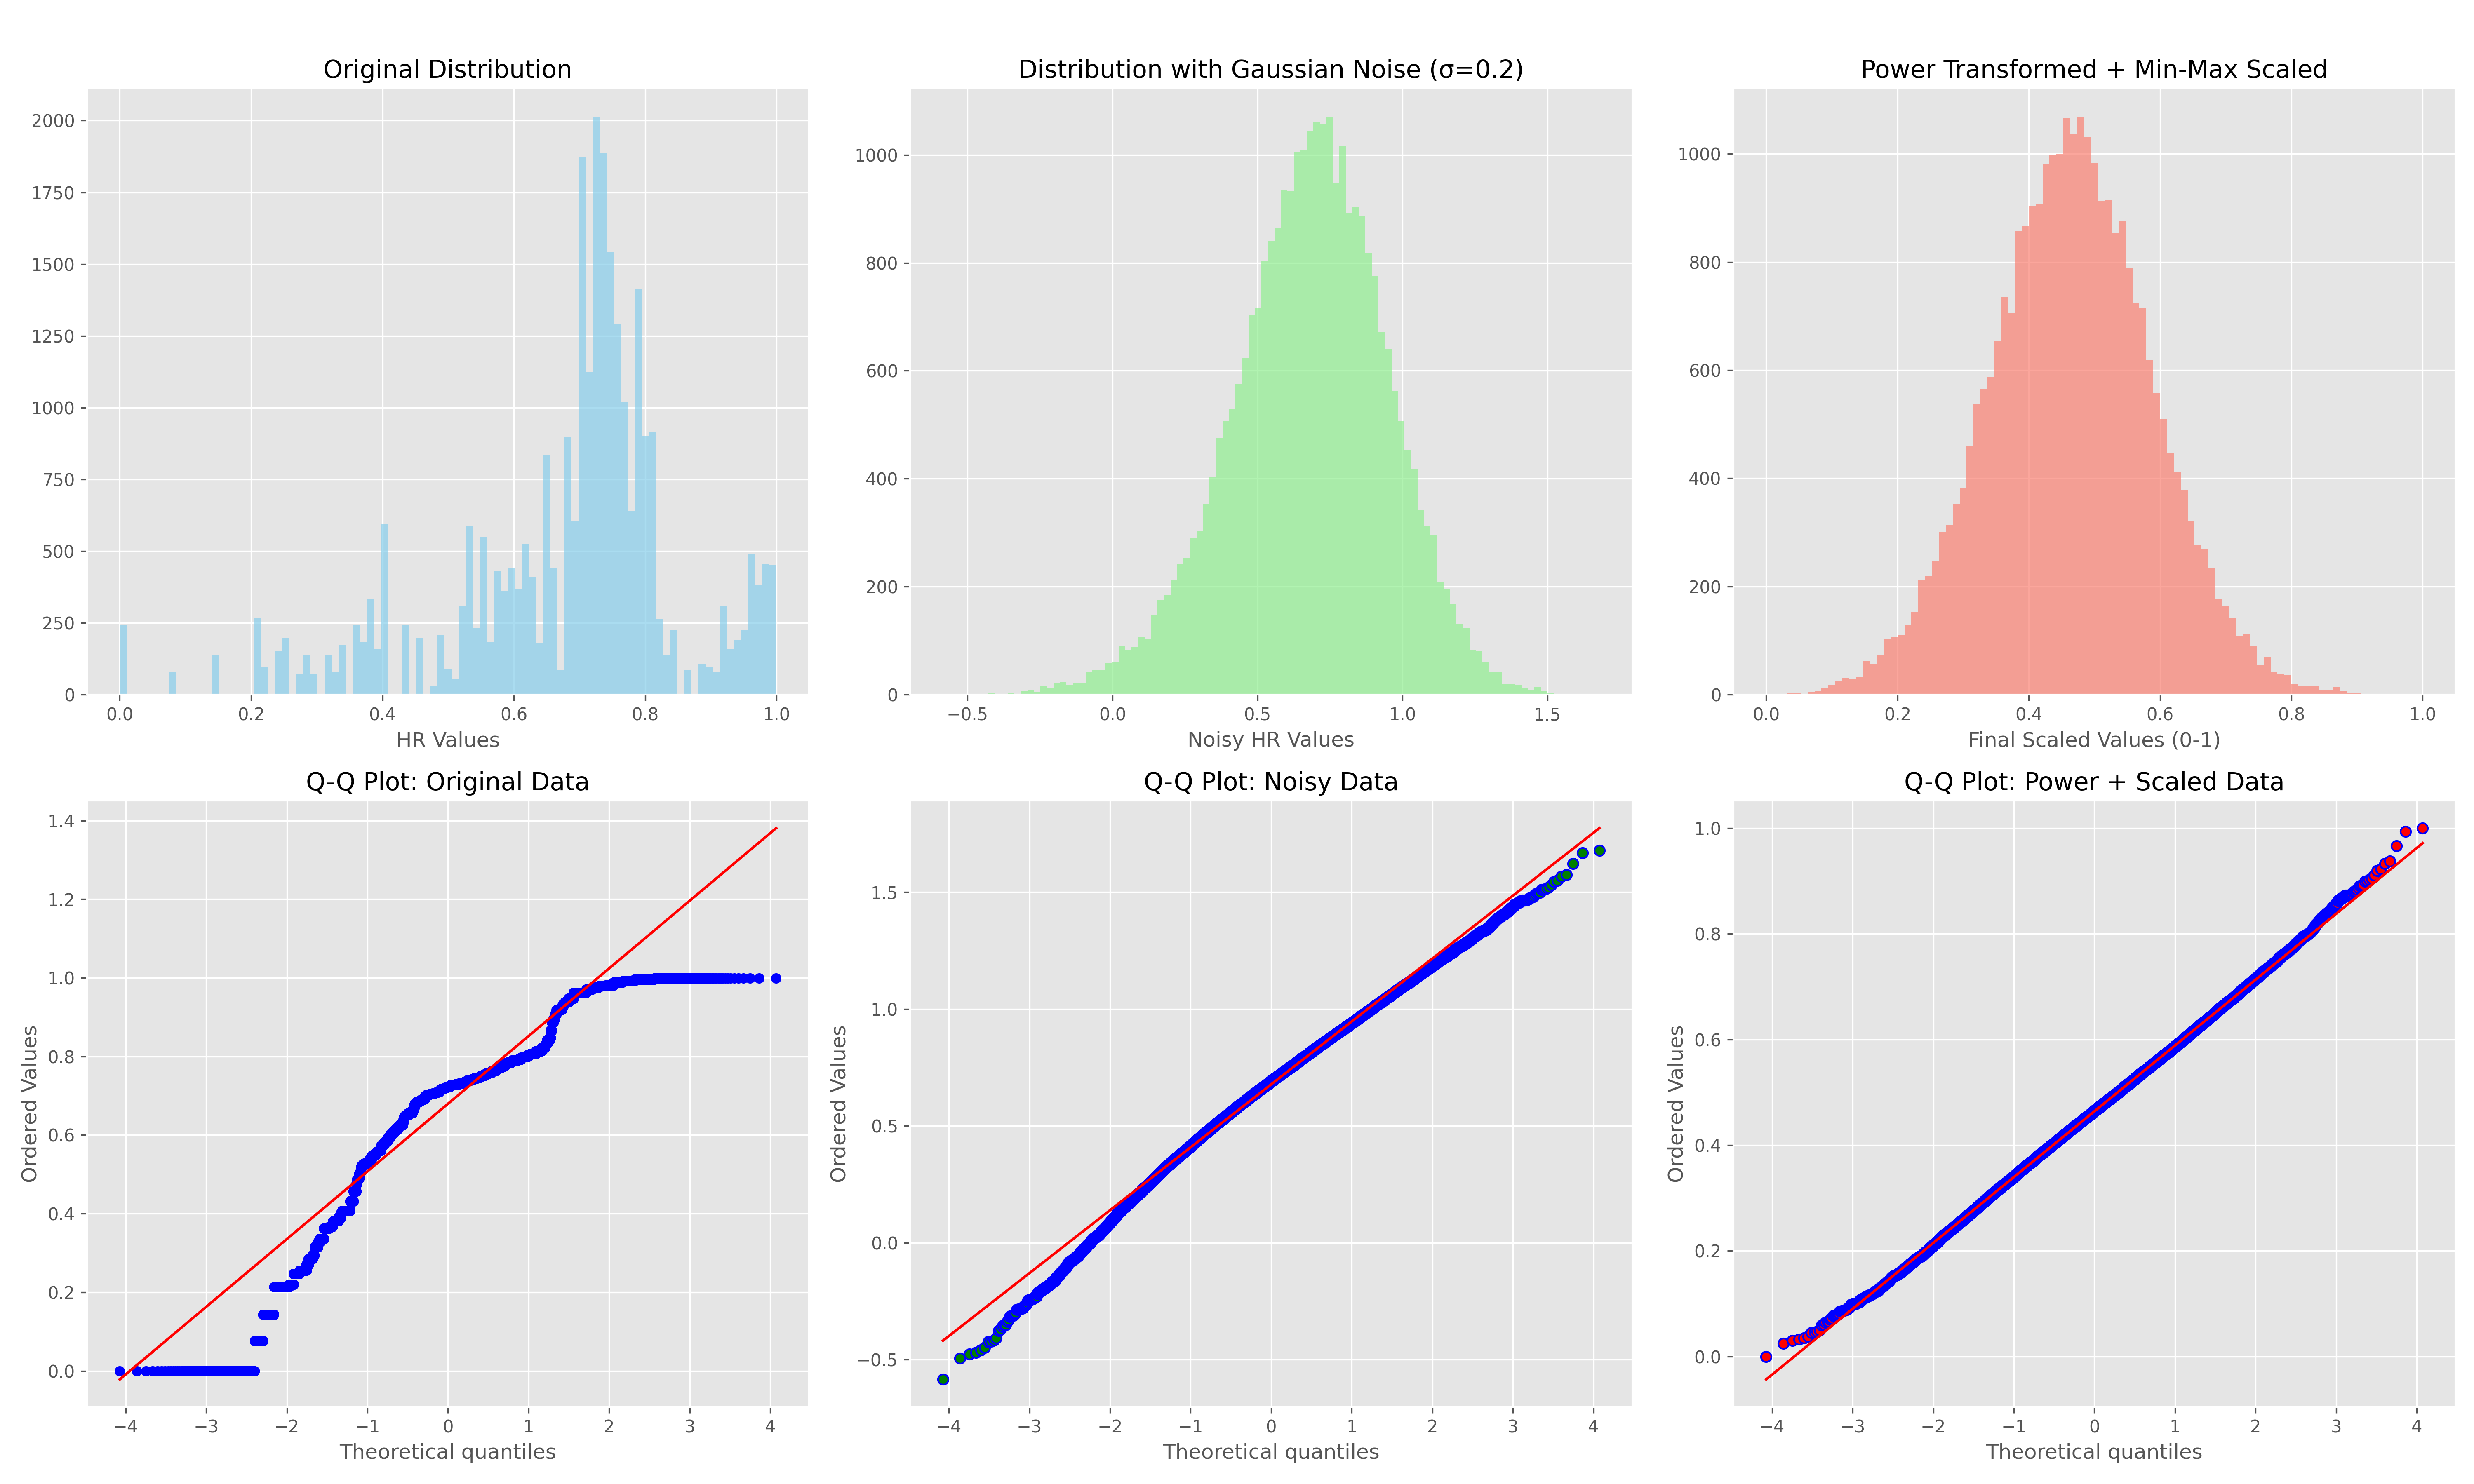 Original Distribution
2000
1750
1500
1250
1000
750
500
250
0
0.0 0.2 0.4 0.6 0.8 1.0
HR Values
Distribution with Gaussian Noise (σ=0.2)
1000
800
600
400
200
0
−0.5 0.0 0.5 1.0 1.5
Noisy HR Values
Power Transformed + Min-Max Scaled
1000
800
600
400
200
0
0.0 0.2 0.4 0.6 0.8 1.0
Final Scaled Values (0-1)
Q-Q Plot: Original Data
Ordered Values
1.4
1.2
1.0
0.8
0.6
0.4
0.2
0.0
−4 −3 −2 −1 0 1 2 3 4
Theoretical quantiles
Q-Q Plot: Noisy Data
Ordered Values
1.5
1.0
0.5
0.0
−0.5
−4 −3 −2 −1 0 1 2 3 4
Theoretical quantiles
Q-Q Plot: Power + Scaled Data
Ordered Values
1.0
0.8
0.6
0.4
0.2
0.0
−4 −3 −2 −1 0 1 2 3 4
Theoretical quantiles